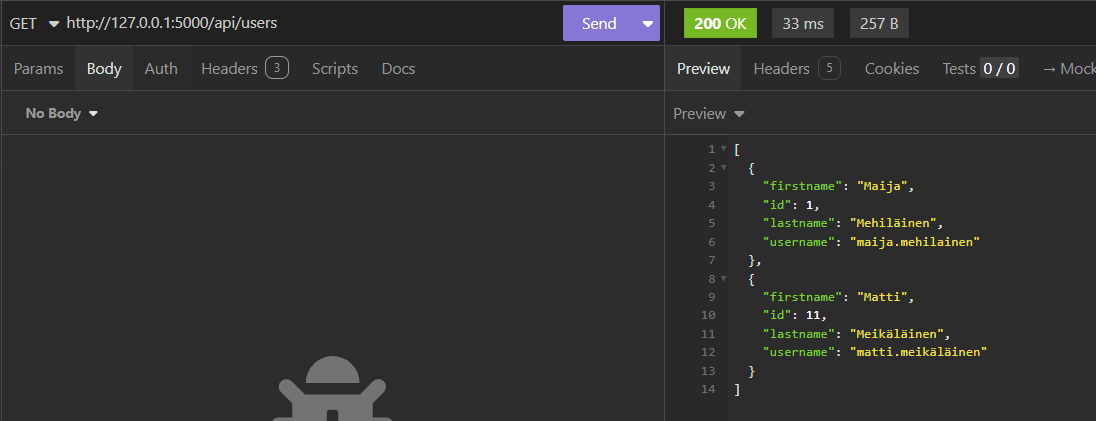 GET http://127.0.0.1:5000/api/users Send 200 OK 33 ms 257 B
Params Body Auth Headers 3 Scripts Docs
Preview Headers 5 Cookies Tests 0 / 0 → Mock
No Body
Preview
1 [
2 {
3 "firstname": "Maija",
4 "id": 1,
5 "lastname": "Mehiläinen",
6 "username": "maija.mehilainen"
7 },
8 {
9 "firstname": "Matti",
10 "id": 11,
11 "lastname": "Meikäläinen",
12 "username": "matti.meikäläinen"
13 }
14 ]